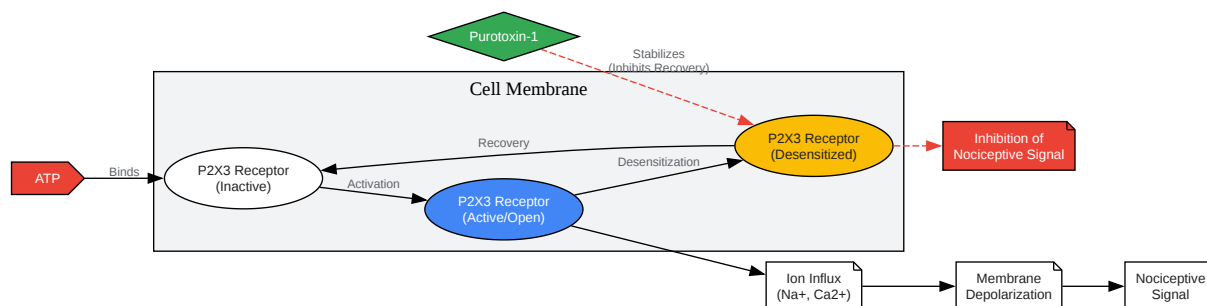 Purotoxin-1
Stabilizes
(Inhibits Recovery)
Cell Membrane
P2X3 Receptor
(Desensitized)
Inhibition of
Nociceptive Signal
Recovery
Desensitization
ATP
Binds
P2X3 Receptor
(Inactive)
Activation
P2X3 Receptor
(Active/Open)
Ion Influx
(Na+, Ca2+)
Membrane
Depolarization
Nociceptive
Signal